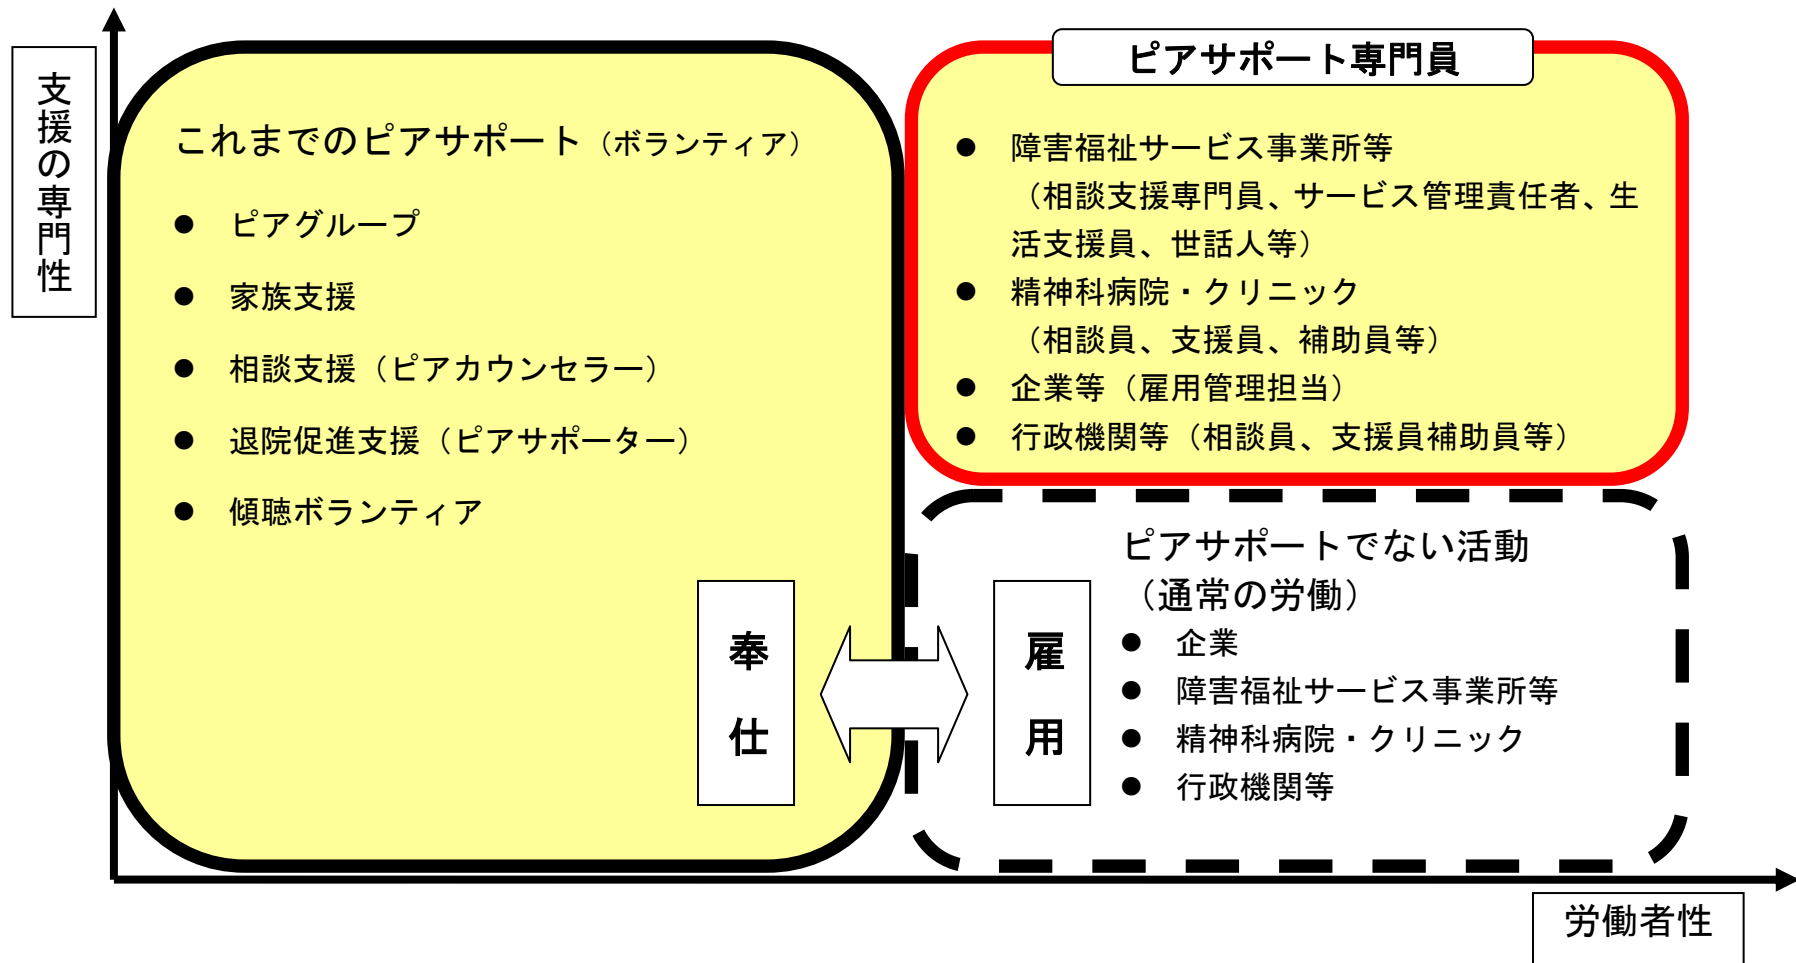 支援の専門性
これまでのピアサポート（ボランティア）
● ピアグループ
● 家族支援
● 相談支援（ピアカウンセラー）
● 退院促進支援（ピアサポーター）
● 傾聴ボランティア
ピアサポート専門員
● 障害福祉サービス事業所等
（相談支援専門員、サービス管理責任者、生
活支援員、世話人等）
● 精神科病院・クリニック
（相談員、支援員、補助員等）
● 企業等（雇用管理担当）
● 行政機関等（相談員、支援員補助員等）
奉仕
雇用
ピアサポートでない活動
（通常の労働）
● 企業
● 障害福祉サービス事業所等
● 精神科病院・クリニック
● 行政機関等
労働者性